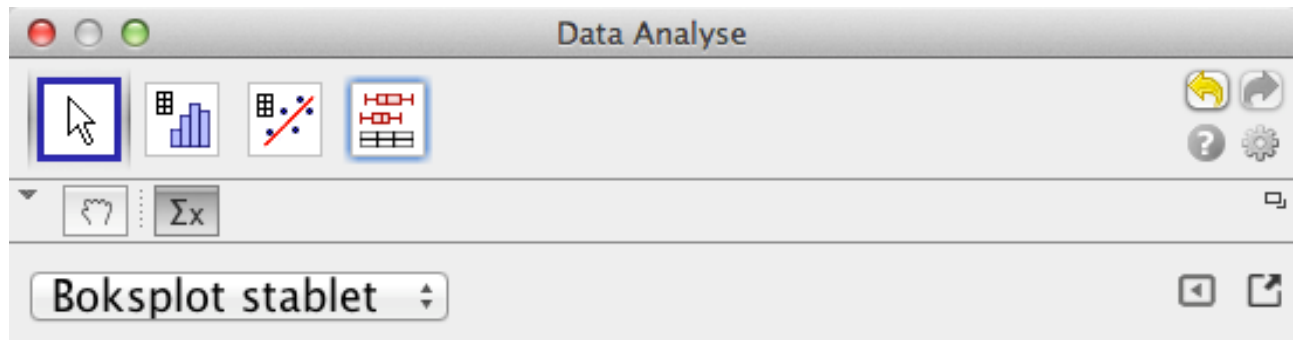 Data Analyse
Σx
Boksplot stablet